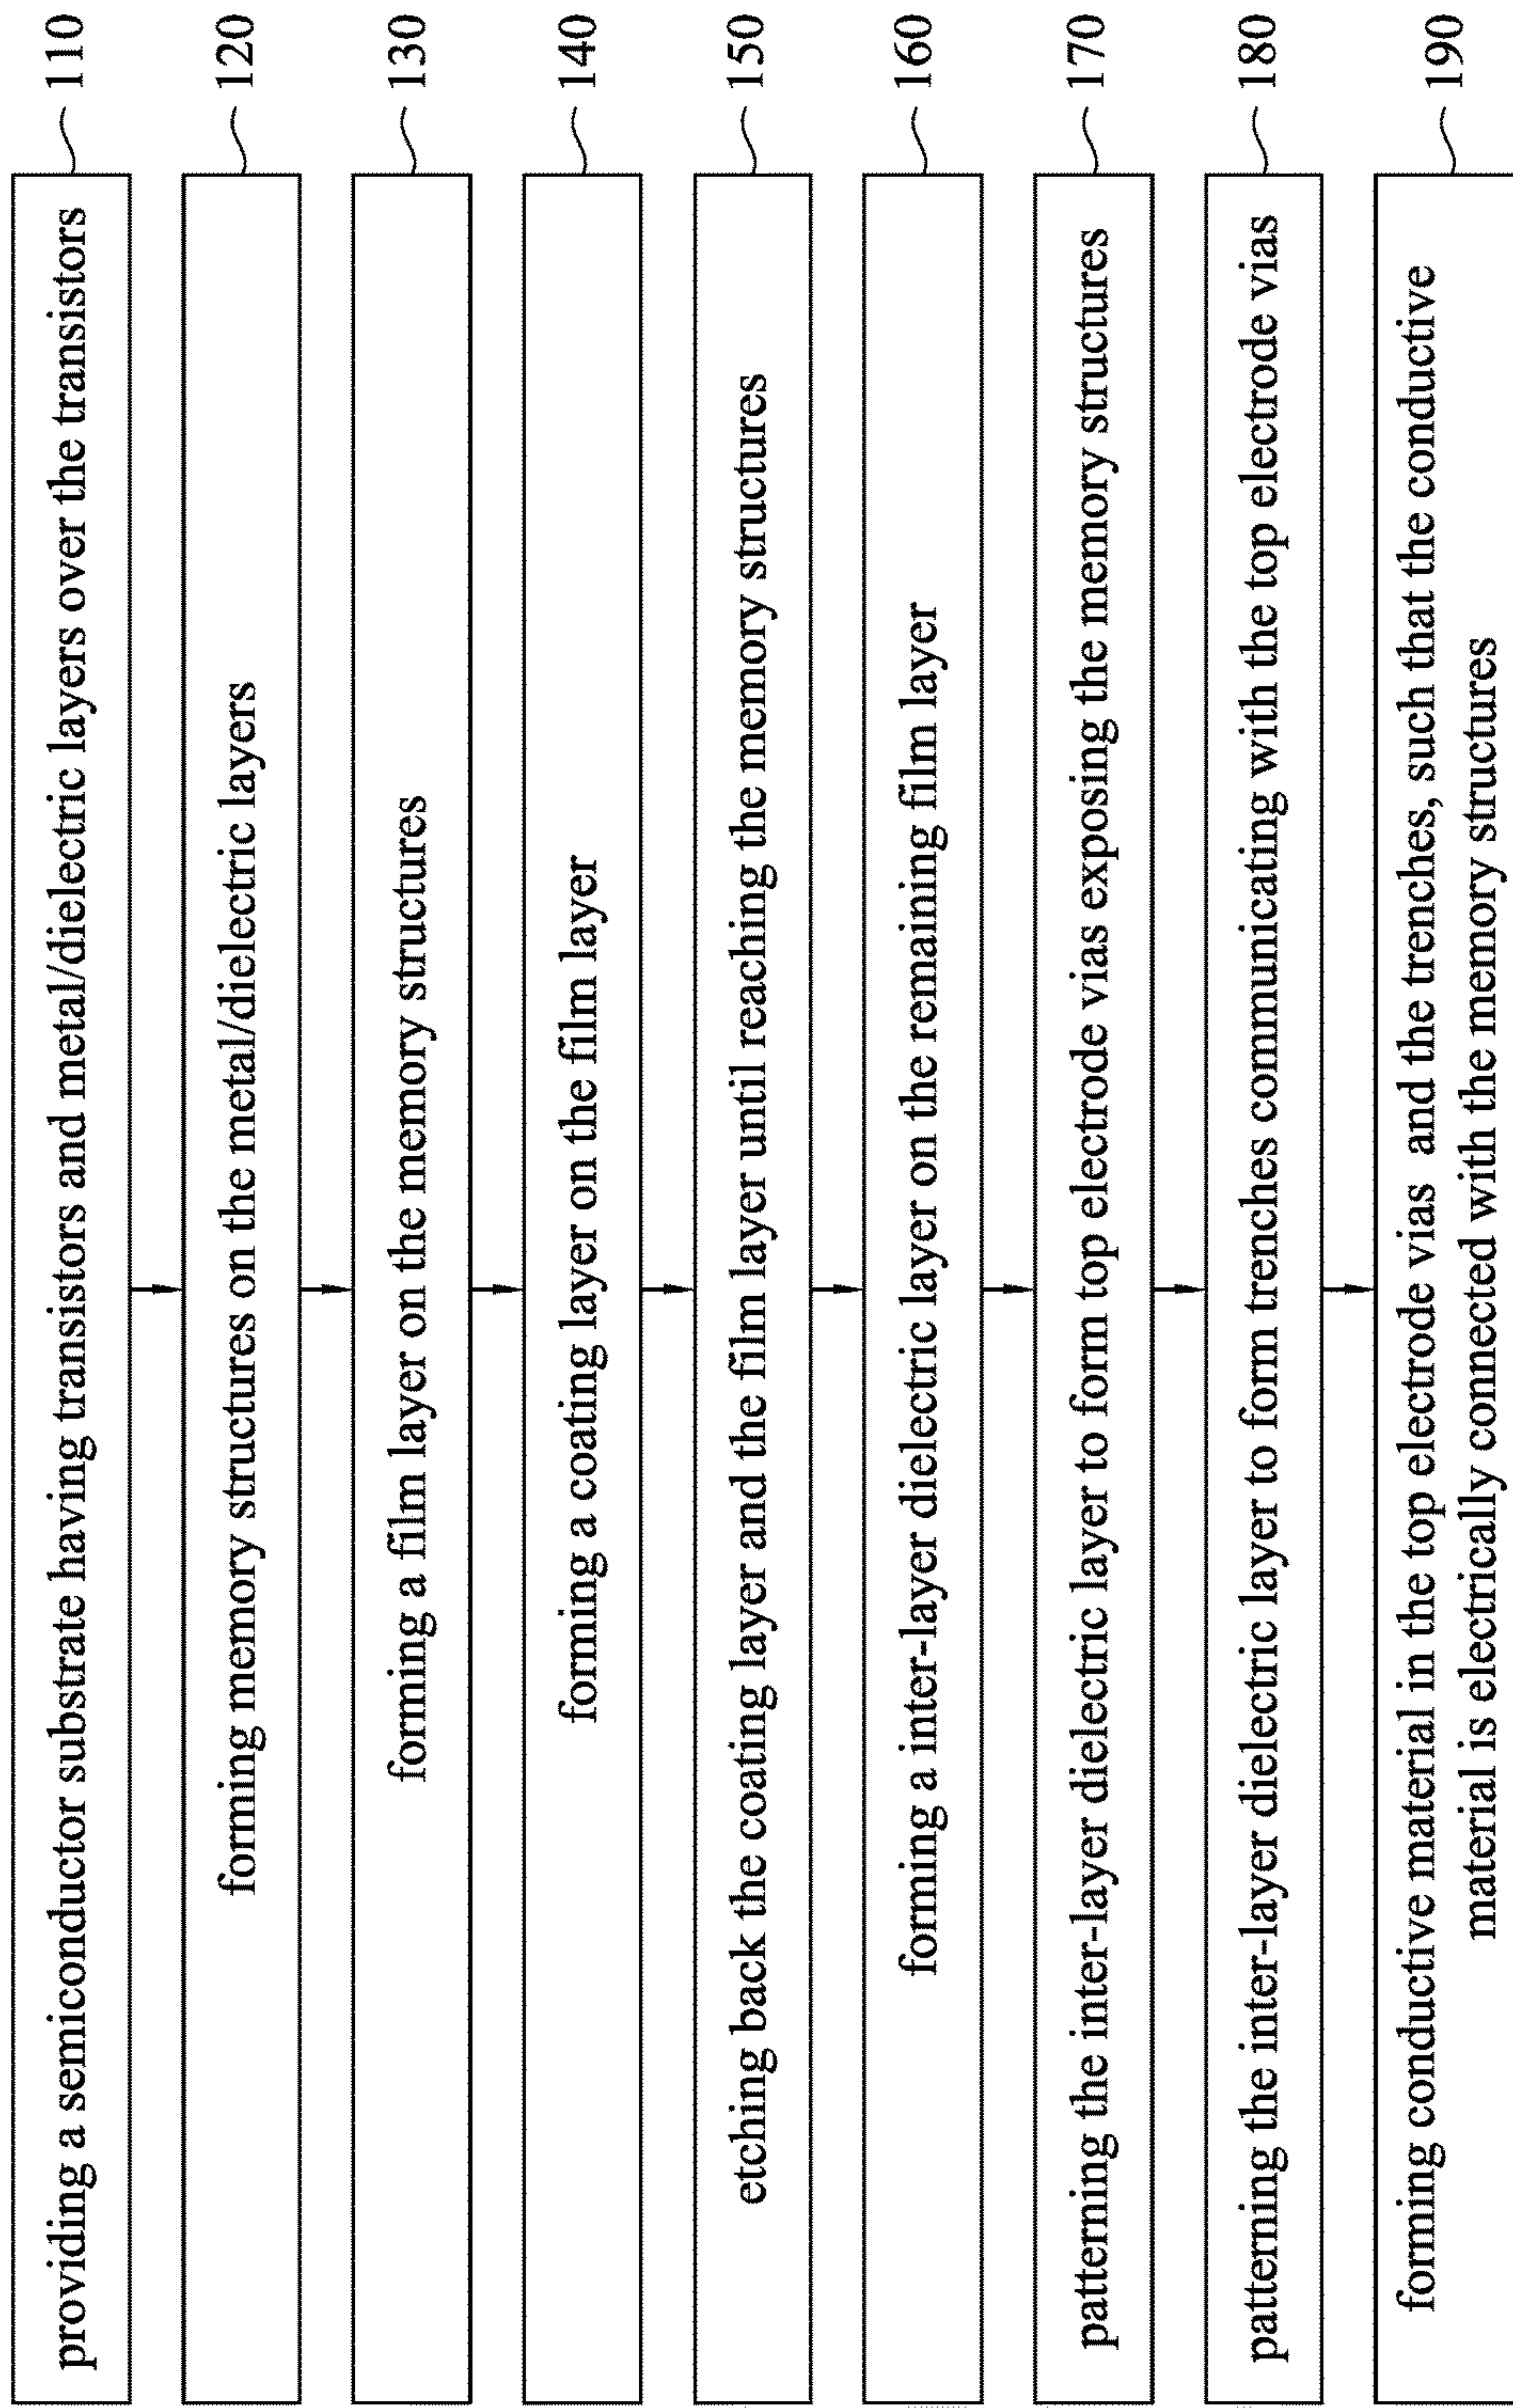 providing a semiconductor substrate having transistors and metal/dielectric layers over the transistors 110
forming memory structures on the metal/dielectric layers 120
forming a film layer on the memory structures 130
forming a coating layer on the film layer 140
etching back the coating layer and the film layer until reaching the memory structures 150
forming a inter-layer dielectric layer on the remaining film layer 160
patterning the inter-layer dielectric layer to form top electrode vias exposing the memory structures 170
patterning the inter-layer dielectric layer to form trenches communicating with the top electrode vias 180
forming conductive material in the top electrode vias and the trenches, such that the conductive 190
material is electrically connected with the memory structures